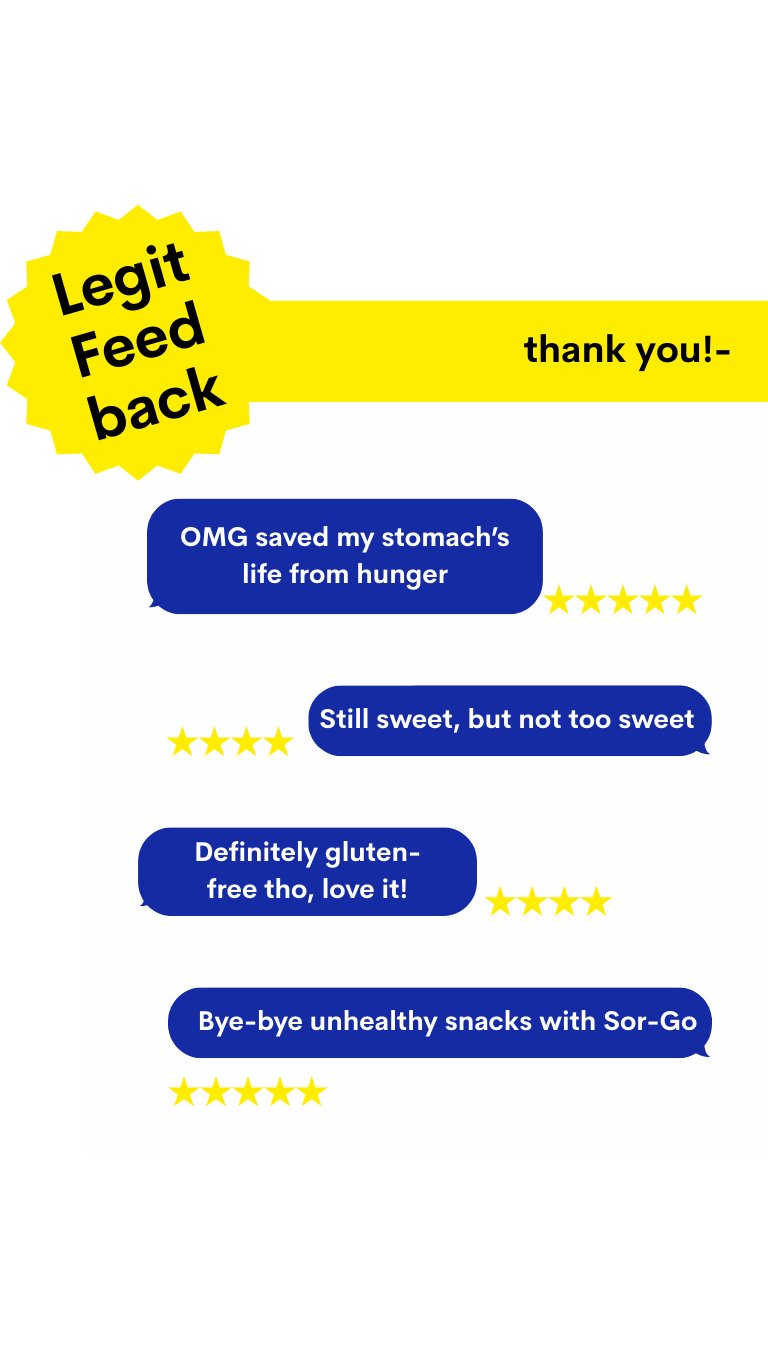 Legit
Feed
back
thank you!-
OMG saved my stomach’s
life from hunger
Still sweet, but not too sweet
Definitely gluten-
free tho, love it!
Bye-bye unhealthy snacks with Sor-Go